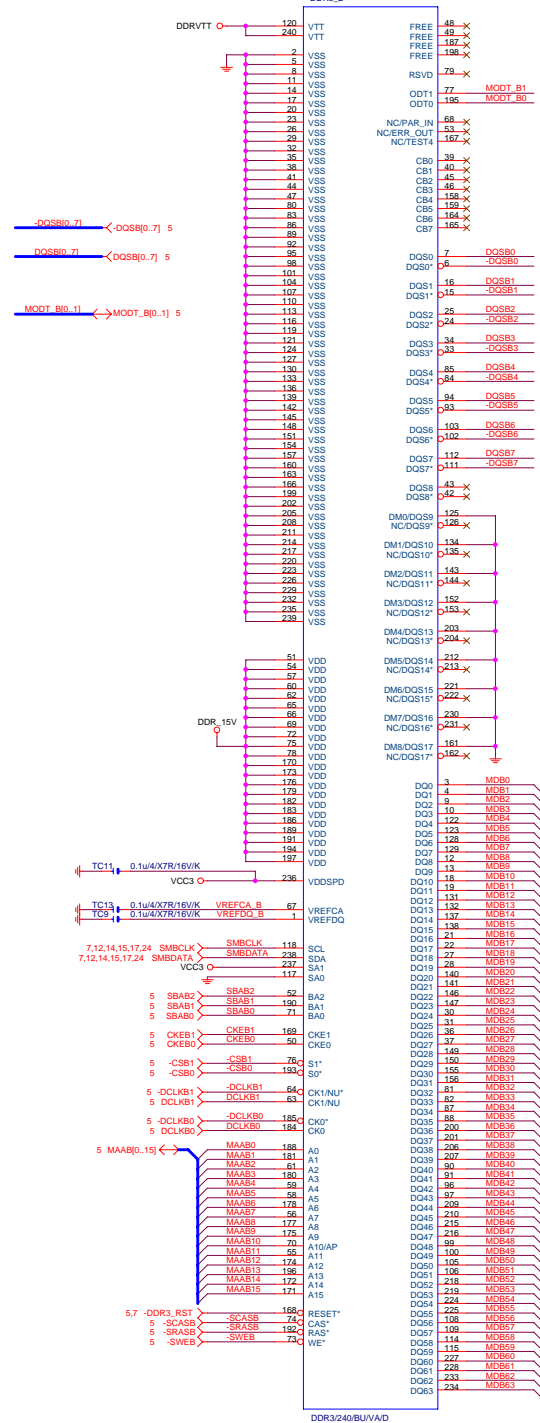 DDRVTT
120 VTT
240 VTT
2 VSS
5 VSS
8 VSS
11 VSS
14 VSS
17 VSS
20 VSS
23 VSS
26 VSS
29 VSS
32 VSS
35 VSS
38 VSS
41 VSS
44 VSS
47 VSS
80 VSS
83 VSS
86 VSS
89 VSS
92 VSS
95 VSS
98 VSS
101 VSS
104 VSS
107 VSS
110 VSS
113 VSS
116 VSS
119 VSS
121 VSS
124 VSS
127 VSS
130 VSS
133 VSS
136 VSS
139 VSS
142 VSS
145 VSS
148 VSS
151 VSS
154 VSS
157 VSS
160 VSS
163 VSS
166 VSS
199 VSS
202 VSS
205 VSS
208 VSS
211 VSS
214 VSS
217 VSS
220 VSS
223 VSS
226 VSS
229 VSS
232 VSS
235 VSS
239 VSS
-DQSB[0..7] -DQSB[0..7] 5
DQSB[0..7] DQSB[0..7] 5
MODT_B[0..1] MODT_B[0..1] 5
DDR_15V
51 VDD
54 VDD
57 VDD
60 VDD
62 VDD
65 VDD
66 VDD
69 VDD
72 VDD
75 VDD
78 VDD
170 VDD
173 VDD
176 VDD
179 VDD
182 VDD
183 VDD
186 VDD
189 VDD
191 VDD
194 VDD
197 VDD
TC11 0.1u/4/X7R/16V/K
VCC3 236 VDDSPD
TC13 0.1u/4/X7R/16V/K VREFCA_B 67 VREFCA
TC9 0.1u/4/X7R/16V/K VREFDQ_B 1 VREFDQ
7,12,14,15,17,24 SMBCLK SMBCLK 118 SCL
7,12,14,15,17,24 SMBDATA SMBDATA 238 SDA
VCC3 237 SA1
117 SA0
5 SBAB2 SBAB2 52 BA2
5 SBAB1 SBAB1 190 BA1
5 SBAB0 SBAB0 71 BA0
5 CKEB1 CKEB1 169 CKE1
5 CKEB0 CKEB0 50 CKE0
5 -CSB1 -CSB1 76 S1*
5 -CSB0 -CSB0 193 S0*
5 -DCLKB1 -DCLKB1 64 CK1/NU*
5 DCLKB1 DCLKB1 63 CK1/NU
5 -DCLKB0 -DCLKB0 185 CK0*
5 DCLKB0 DCLKB0 184 CK0
5 MAAB[0..15]
MAAB0 188 A0
MAAB1 181 A1
MAAB2 61 A2
MAAB3 180 A3
MAAB4 59 A4
MAAB5 58 A5
MAAB6 178 A6
MAAB7 56 A7
MAAB8 177 A8
MAAB9 175 A9
MAAB10 70 A10/AP
MAAB11 55 A11
MAAB12 174 A12
MAAB13 196 A13
MAAB14 172 A14
MAAB15 171 A15
5,7 -DDR3_RST 168 RESET*
5 -SCASB -SCASB 74 CAS*
5 -SRASB -SRASB 192 RAS*
5 -SWEB -SWEB 73 WE*
FREE 48
FREE 49
FREE 187
FREE 198
RSVD 79
ODT1 77 MODT_B1
ODT0 195 MODT_B0
NC/PAR_IN 68
NC/ERR_OUT 53
NC/TEST4 167
CB0 39
CB1 40
CB2 45
CB3 46
CB4 158
CB5 159
CB6 164
CB7 165
DQS0 7 DQSB0
DQS0* 6 -DQSB0
DQS1 16 DQSB1
DQS1* 15 -DQSB1
DQS2 25 DQSB2
DQS2* 24 -DQSB2
DQS3 34 DQSB3
DQS3* 33 -DQSB3
DQS4 85 DQSB4
DQS4* 84 -DQSB4
DQS5 94 DQSB5
DQS5* 93 -DQSB5
DQS6 103 DQSB6
DQS6* 102 -DQSB6
DQS7 112 DQSB7
DQS7* 111 -DQSB7
DQS8 43
DQS8* 42
DM0/DQS9 125
NC/DQS9* 126
DM1/DQS10 134
NC/DQS10* 135
DM2/DQS11 143
NC/DQS11* 144
DM3/DQS12 152
NC/DQS12* 153
DM4/DQS13 203
NC/DQS13* 204
DM5/DQS14 212
NC/DQS14* 213
DM6/DQS15 221
NC/DQS15* 222
DM7/DQS16 230
NC/DQS16* 231
DM8/DQS17 161
NC/DQS17* 162
DQ0 3 MDB0
DQ1 4 MDB1
DQ2 9 MDB2
DQ3 10 MDB3
DQ4 122 MDB4
DQ5 123 MDB5
DQ6 128 MDB6
DQ7 129 MDB7
DQ8 12 MDB8
DQ9 13 MDB9
DQ10 18 MDB10
DQ11 19 MDB11
DQ12 131 MDB12
DQ13 132 MDB13
DQ14 137 MDB14
DQ15 138 MDB15
DQ16 21 MDB16
DQ17 22 MDB17
DQ18 27 MDB18
DQ19 28 MDB19
DQ20 140 MDB20
DQ21 141 MDB21
DQ22 146 MDB22
DQ23 147 MDB23
DQ24 30 MDB24
DQ25 31 MDB25
DQ26 36 MDB26
DQ27 37 MDB27
DQ28 149 MDB28
DQ29 150 MDB29
DQ30 155 MDB30
DQ31 156 MDB31
DQ32 81 MDB32
DQ33 82 MDB33
DQ34 87 MDB34
DQ35 88 MDB35
DQ36 200 MDB36
DQ37 201 MDB37
DQ38 206 MDB38
DQ39 207 MDB39
DQ40 90 MDB40
DQ41 91 MDB41
DQ42 96 MDB42
DQ43 97 MDB43
DQ44 209 MDB44
DQ45 210 MDB45
DQ46 215 MDB46
DQ47 216 MDB47
DQ48 99 MDB48
DQ49 100 MDB49
DQ50 105 MDB50
DQ51 106 MDB51
DQ52 218 MDB52
DQ53 219 MDB53
DQ54 224 MDB54
DQ55 225 MDB55
DQ56 108 MDB56
DQ57 109 MDB57
DQ58 114 MDB58
DQ59 115 MDB59
DQ60 227 MDB60
DQ61 228 MDB61
DQ62 233 MDB62
DQ63 234 MDB63
DDR3/240/BU/VA/D